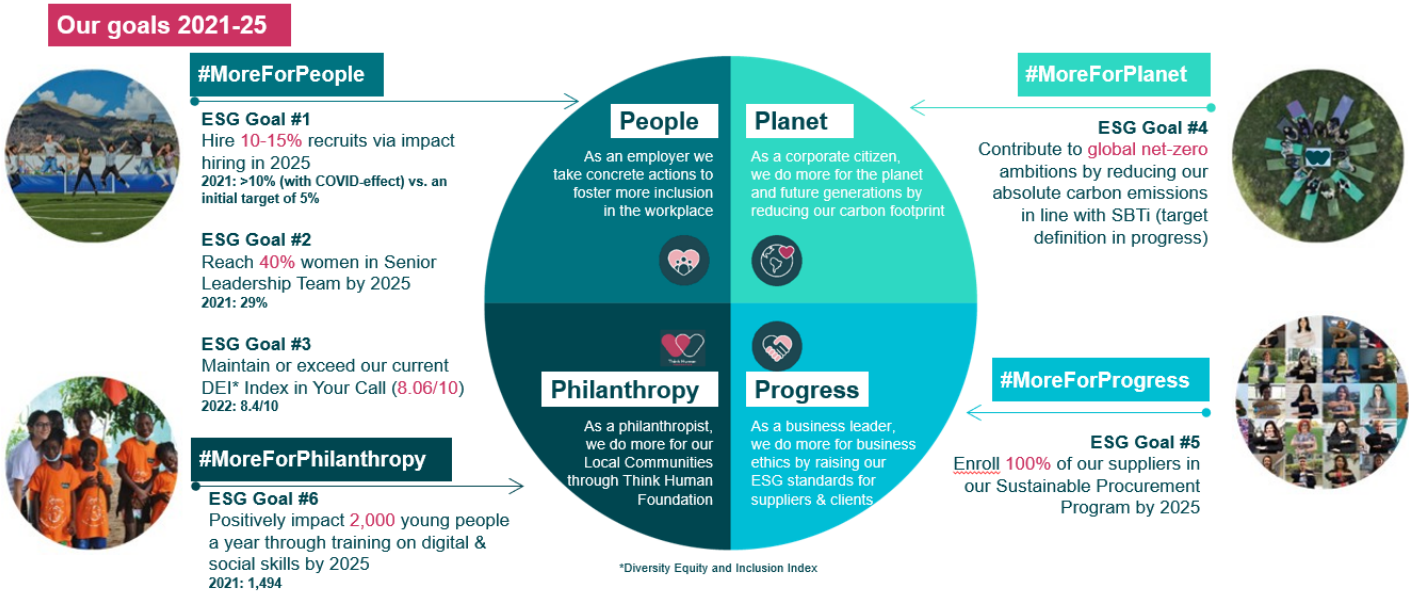 Our goals 2021-25
#MoreForPeople
ESG Goal #1
Hire 10-15% recruits via impact
hiring in 2025
2021: >10% (with COVID-effect) vs. an
initial target of 5%
ESG Goal #2
Reach 40% women in Senior
Leadership Team by 2025
2021: 29%
ESG Goal #3
Maintain or exceed our current
DEI* Index in Your Call (8.06/10)
2022: 8.4/10
#MoreForPhilanthropy
ESG Goal #6
Positively impact 2,000 young people
a year through training on digital &
social skills by 2025
2021: 1,494
People
As an employer we
take concrete actions to
foster more inclusion
in the workplace
Planet
As a corporate citizen,
we do more for the planet
and future generations by
reducing our carbon footprint
Think Human
Philanthropy
As a philanthropist,
we do more for our
Local Communities
through Think Human
Foundation
Progress
As a business leader,
we do more for business
ethics by raising our
ESG standards for
suppliers & clients
*Diversity Equity and Inclusion Index
#MoreForPlanet
ESG Goal #4
Contribute to global net-zero
ambitions by reducing our
absolute carbon emissions
in line with SBTi (target
definition in progress)
#MoreForProgress
ESG Goal #5
Enroll 100% of our suppliers in
our Sustainable Procurement
Program by 2025